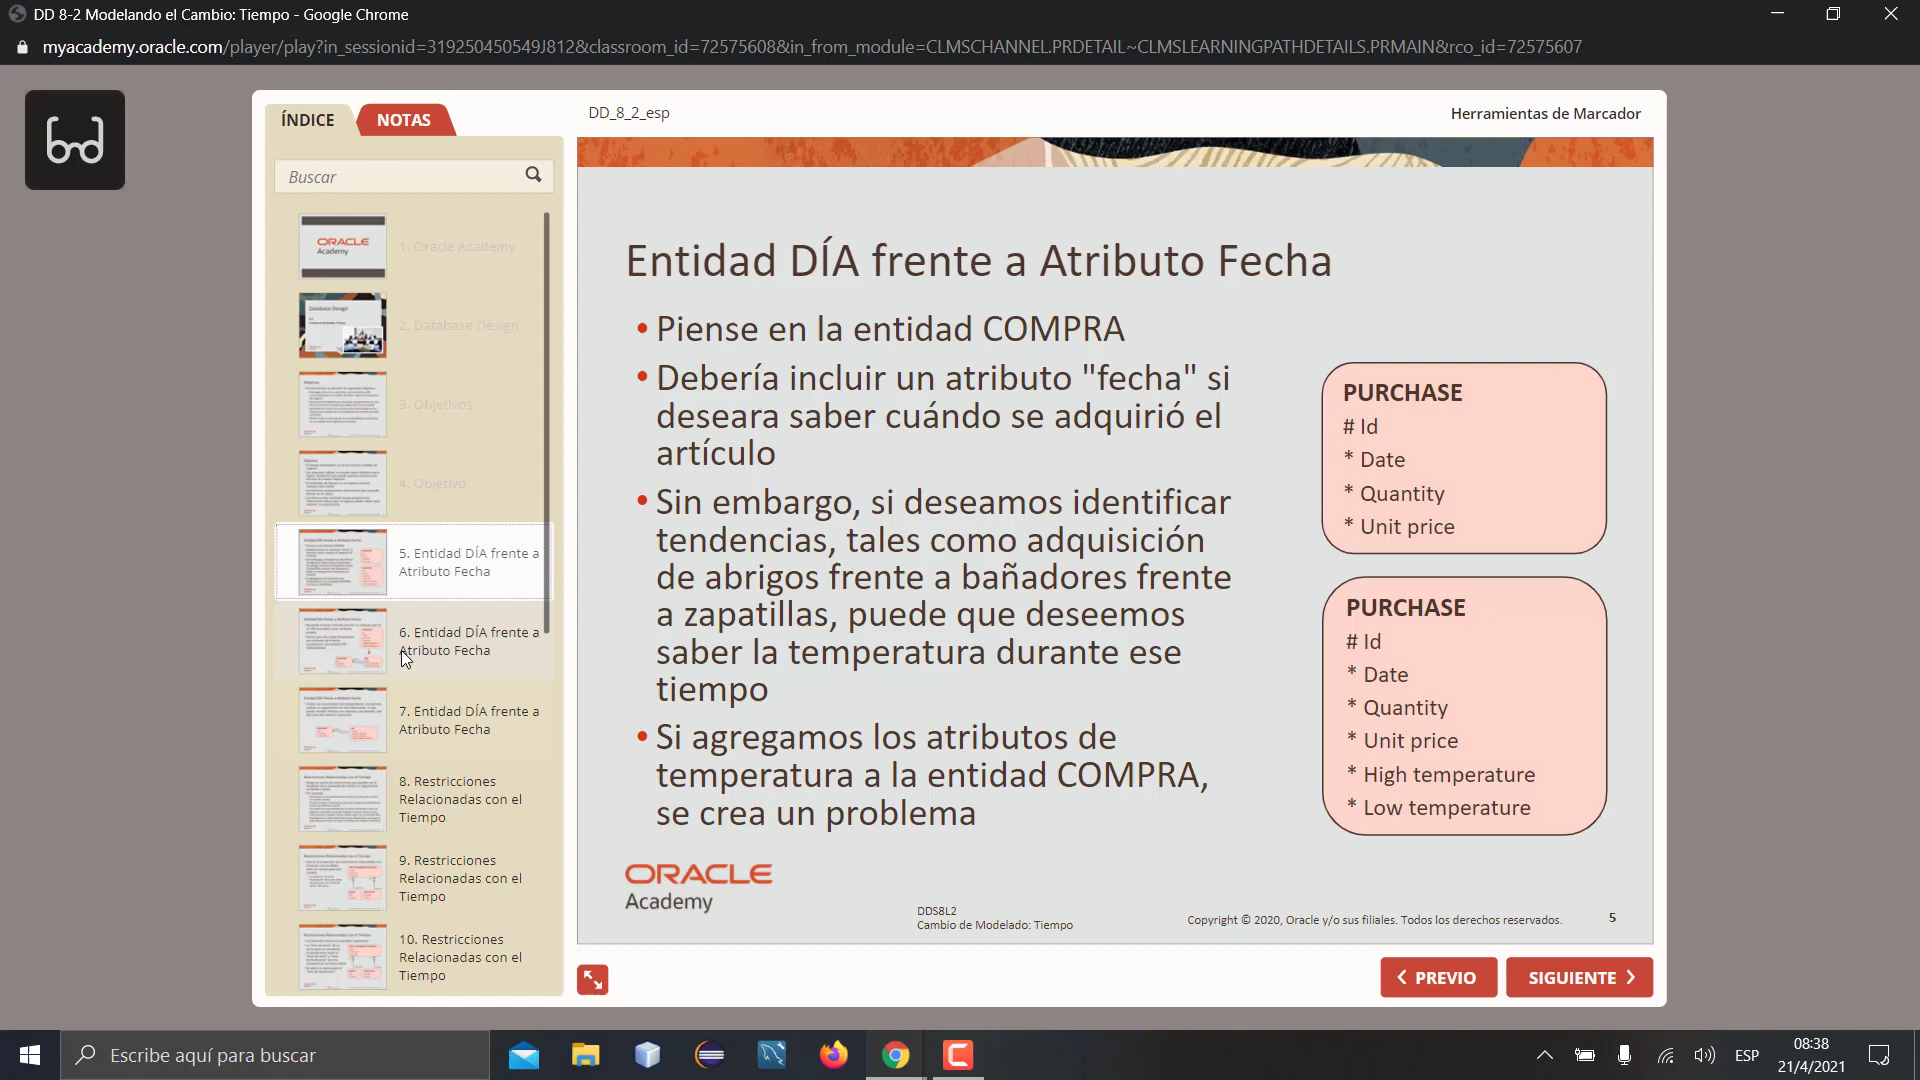 DD 8-2 Modelando el Cambio: Tiempo - Google Chrome
myacademy.oracle.com/player/play?in_sessionid=319250450549J812&classroom_id=72575608&in_from_module=CLMSCHANNEL.PRDETAIL~CLMSLEARNINGPATHDETAILS.PRMAIN&rco_id=72575607
ÍNDICE
NOTAS
DD_8_2_esp
Herramientas de Marcador
Buscar
ORACLE
Academy
1. Oracle Academy
Database Design
2. Database Design
3. Objetivos
4. Objetivo
5. Entidad DÍA frente a
Atributo Fecha
6. Entidad DÍA frente a
Atributo Fecha
7. Entidad DÍA frente a
Atributo Fecha
8. Restricciones
Relacionadas con el
Tiempo
9. Restricciones
Relacionadas con el
Tiempo
10. Restricciones
Relacionadas con el
Tiempo
Entidad DÍA frente a Atributo Fecha
•Piense en la entidad COMPRA
•Debería incluir un atributo "fecha" si
deseara saber cuándo se adquirió el
artículo
•Sin embargo, si deseamos identificar
tendencias, tales como adquisición
de abrigos frente a bañadores frente
a zapatillas, puede que deseemos
saber la temperatura durante ese
tiempo
•Si agregamos los atributos de
temperatura a la entidad COMPRA,
se crea un problema
PURCHASE
# Id
* Date
* Quantity
* Unit price
PURCHASE
# Id
* Date
* Quantity
* Unit price
* High temperature
* Low temperature
ORACLE
Academy
DDS8L2
Cambio de Modelado: Tiempo
Copyright © 2020, Oracle y/o sus filiales. Todos los derechos reservados.
5
PREVIO
SIGUIENTE
Escribe aquí para buscar
ESP
08:38
21/4/2021